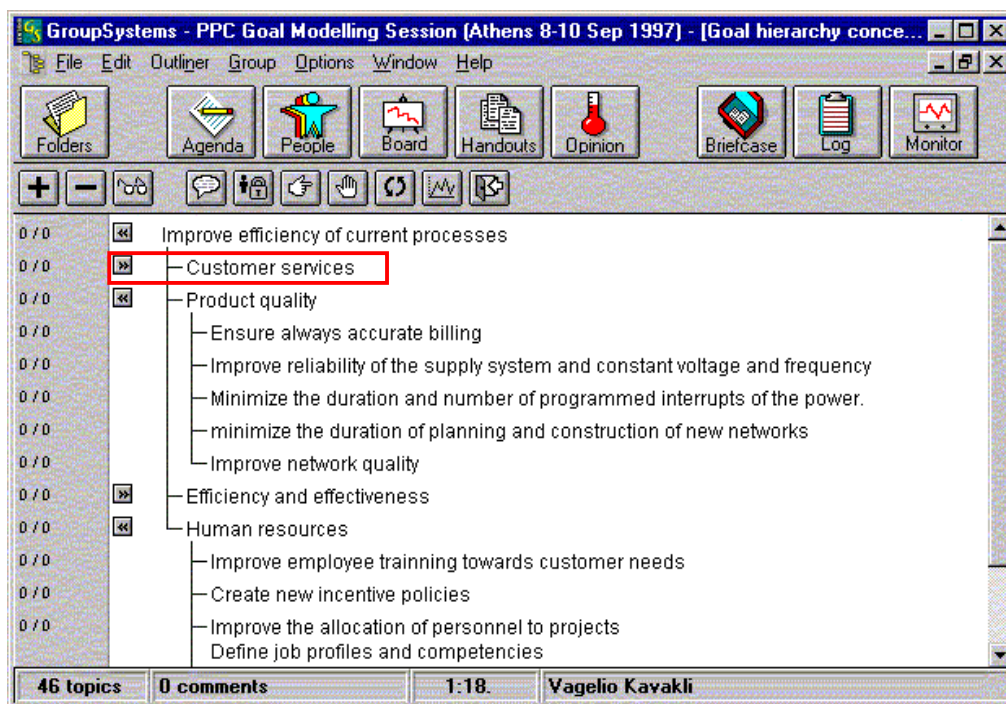 GroupSystems - PPC Goal Modelling Session (Athens 8-10 Sep 1997) - [Goal hierarchy conce...
File Edit Outliner Group Options Window Help
Folders Agenda People Board Handouts Opinion Briefcase Log Monitor
0 / 0 Improve efficiency of current processes
0 / 0 Customer services
0 / 0 Product quality
0 / 0 Ensure always accurate billing
0 / 0 Improve reliability of the supply system and constant voltage and frequency
0 / 0 Minimize the duration and number of programmed interrupts of the power.
0 / 0 minimize the duration of planning and construction of new networks
0 / 0 Improve network quality
0 / 0 Efficiency and effectiveness
0 / 0 Human resources
0 / 0 Improve employee trainning towards customer needs
0 / 0 Create new incentive policies
0 / 0 Improve the allocation of personnel to projects
Define job profiles and competencies
46 topics 0 comments 1:18. Vagelio Kavakli